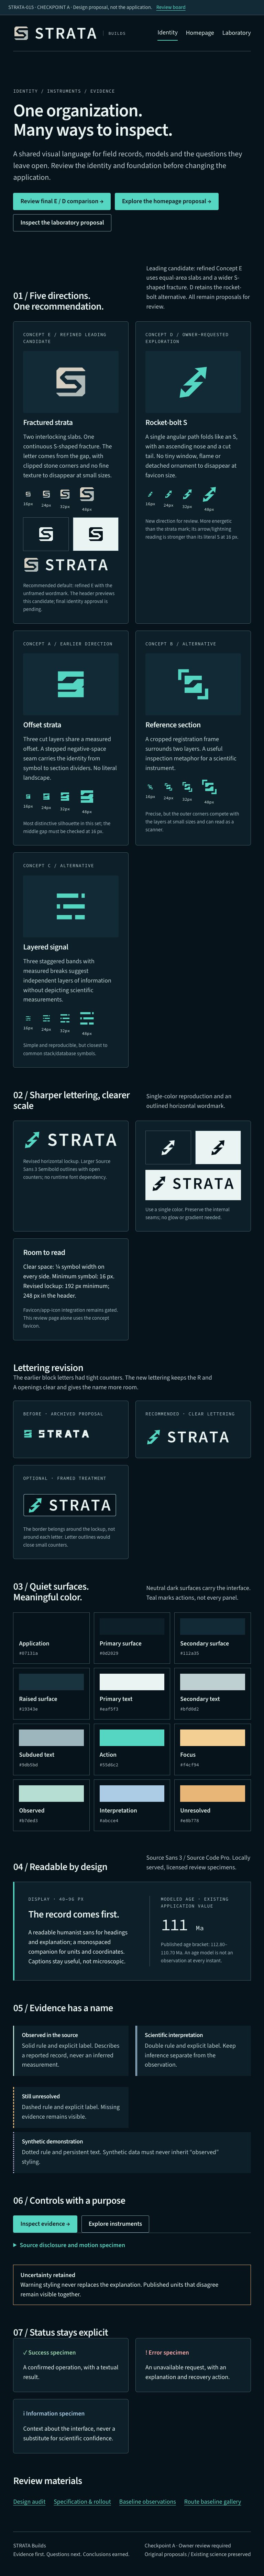 STRATA-015 · CHECKPOINT A · Design proposal, not the application. Review board
STRATA BUILDS
Identity Homepage Laboratory
IDENTITY / INSTRUMENTS / EVIDENCE
One organization.
Many ways to inspect.
A shared visual language for field records, models and the questions they
leave open. Review the identity and foundation before changing the
application.
Review final E / D comparison →
Explore the homepage proposal →
Inspect the laboratory proposal
01 / Five directions.
One recommendation.
Leading candidate: refined Concept E
uses equal-area slabs and a wider S-
shaped fracture. D retains the rocket-
bolt alternative. All remain proposals for
review.
CONCEPT E / REFINED LEADING
CANDIDATE
Fractured strata
Two interlocking slabs. One
continuous S-shaped fracture. The
letter comes from the gap, with
clipped stone corners and no fine
texture to disappear at small sizes.
16px 24px 32px 48px
STRATA
Recommended default: refined E with the
unframed wordmark. The header previews
this candidate; final identity approval is
pending.
CONCEPT D / OWNER-REQUESTED
EXPLORATION
Rocket-bolt S
A single angular path folds like an S,
with an ascending nose and cut tail.
No tiny window, flame or
detached ornament to disappear at
favicon size.
16px 24px 32px 48px
New direction for review. More energetic
than the strata mark; its arrow/lightning
reading is stronger than its literal S at 16 px.
CONCEPT A / EARLIER DIRECTION
Offset strata
Three cut layers share a measured
offset. A stepped negative-space
seam carries the identity from
symbol to section dividers. No literal
landscape.
16px 24px 32px 48px
Most distinctive silhouette in this set; the
middle gap must be checked at 16 px.
CONCEPT B / ALTERNATIVE
Reference section
A cropped registration frame
surrounds two layers. A useful
inspection metaphor for a scientific
instrument.
16px 24px 32px 48px
Precise, but the outer corners compete with
the layers at small sizes and can read as a
scanner.
CONCEPT C / ALTERNATIVE
Layered signal
Three staggered bands with
measured breaks suggest
independent layers of information
without depicting scientific
measurements.
16px 24px 32px 48px
Simple and reproducible, but closer to
common stack/database symbols.
02 / Sharper lettering, clearer
scale
Single-color reproduction and an
outlined horizontal wordmark.
STRATA
Revised horizontal lockup. Larger Source
Sans 3 Semibold outlines with open
counters; no runtime font dependency.
STRATA
Use a single color. Preserve the internal
seams; no glow or gradient needed.
Room to read
Clear space: ¼ symbol width on
every side. Minimum symbol: 16 px.
Revised lockup: 192 px minimum;
248 px in the header.
Favicon/app-icon integration remains gated.
This review page alone uses the concept
favicon.
Lettering revision
The earlier block letters had tight counters. The new lettering keeps the R and
A openings clear and gives the name more room.
BEFORE · ARCHIVED PROPOSAL
STRATA
RECOMMENDED · CLEAR LETTERING
STRATA
OPTIONAL · FRAMED TREATMENT
STRATA
The border belongs around the lockup, not
around each letter. Letter outlines would
close small counters.
03 / Quiet surfaces.
Meaningful color.
Neutral dark surfaces carry the interface.
Teal marks actions, not every panel.
Application
Primary surface
Secondary surface
Raised surface
Primary text
Secondary text
Subdued text
Action
Focus
Observed
Interpretation
Unresolved
04 / Readable by design
Source Sans 3 / Source Code Pro. Locally
served, licensed review specimens.
DISPLAY · 40–56 PX
The record comes first.
A readable humanist sans for headings
and explanation; a monospaced
companion for units and coordinates.
Captions stay useful, not microscopic.
MODELED AGE · EXISTING
APPLICATION VALUE
111 Ma
Published age bracket: 112.80–
110.70 Ma. An age model is not an
observation at every instant.
05 / Evidence has a name
Observed in the source
Solid rule and explicit label. Describes
a reported record, never an inferred
measurement.
Scientific interpretation
Double rule and explicit label. Keep
inference separate from the
observation.
Still unresolved
Dashed rule and explicit label. Missing
evidence remains visible.
Synthetic demonstration
Dotted rule and persistent text. Synthetic data must never inherit “observed”
styling.
06 / Controls with a purpose
Inspect evidence →
Explore instruments
▶ Source disclosure and motion specimen
Uncertainty retained
Warning styling never replaces the explanation. Published units that disagree
remain visible together.
07 / Status stays explicit
✓ Success specimen
A confirmed operation, with a textual
result.
! Error specimen
An unavailable request, with an
explanation and recovery action.
i Information specimen
Context about the interface, never a
substitute for scientific confidence.
Review materials
Design audit Specification & rollout Baseline observations Route baseline gallery
STRATA Builds
Evidence first. Questions next. Conclusions earned.
Checkpoint A · Owner review required
Original proposals / Existing science preserved